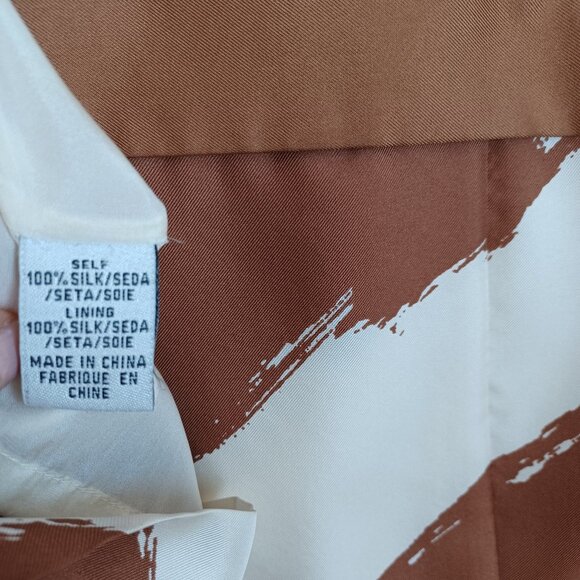 SELF
100%SILK/SEDA
/SETA/SOIE
LINING
100%SILK/SEDA
/SETA/SOIE
MADE IN CHINA
FABRIQUE EN
CHINE